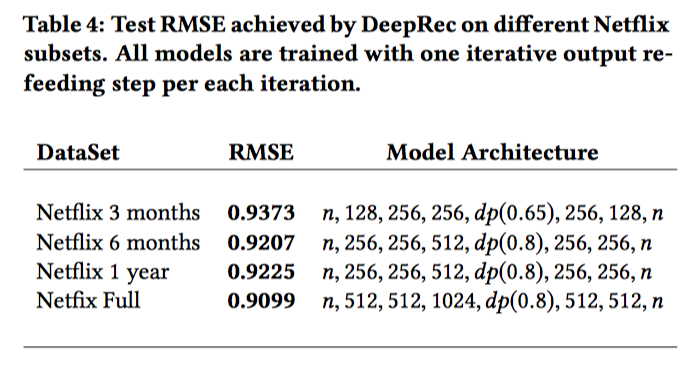 Table 4: Test RMSE achieved by DeepRec on different Netflix
subsets. All models are trained with one iterative output re-
feeding step per each iteration.
DataSet RMSE Model Architecture
Netflix 3 months 0.9373 n, 128, 256, 256, dp(0.65), 256, 128, n
Netflix 6 months 0.9207 n, 256, 256, 512, dp(0.8), 256, 256, n
Netflix 1 year 0.9225 n, 256, 256, 512, dp(0.8), 256, 256, n
Netfix Full 0.9099 n, 512, 512, 1024, dp(0.8), 512, 512, n